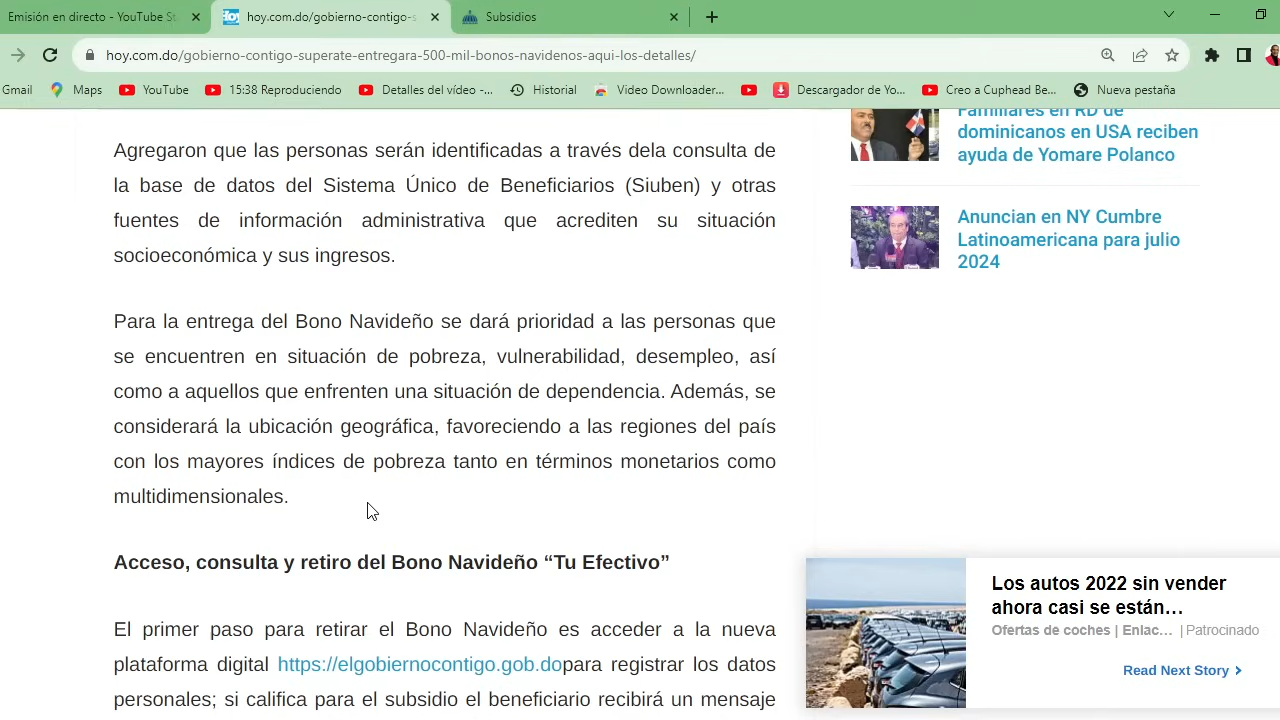 Emisión en directo - YouTube St
hoy.com.do/gobierno-contigo-s
Subsidios
hoy.com.do/gobierno-contigo-superate-entregara-500-mil-bonos-navidenos-aqui-los-detalles/
Gmail
Maps
YouTube
15:38 Reproduciendo
Detalles del vídeo -...
Historial
Video Downloader...
Descargador de Yo...
Creo a Cuphead Be...
Nueva pestaña
Agregaron que las personas serán identificadas a través dela consulta de
la base de datos del Sistema Único de Beneficiarios (Siuben) y otras
fuentes de información administrativa que acrediten su situación
socioeconómica y sus ingresos.
Para la entrega del Bono Navideño se dará prioridad a las personas que
se encuentren en situación de pobreza, vulnerabilidad, desempleo, así
como a aquellos que enfrenten una situación de dependencia. Además, se
considerará la ubicación geográfica, favoreciendo a las regiones del país
con los mayores índices de pobreza tanto en términos monetarios como
multidimensionales.
Acceso, consulta y retiro del Bono Navideño “Tu Efectivo”
El primer paso para retirar el Bono Navideño es acceder a la nueva
plataforma digital https://elgobiernocontigo.gob.dopara registrar los datos
personales; si califica para el subsidio el beneficiario recibirá un mensaje
Familiares en RD de
dominicanos en USA reciben
ayuda de Yomare Polanco
Anuncian en NY Cumbre
Latinoamericana para julio
2024
Los autos 2022 sin vender
ahora casi se están…
Ofertas de coches | Enlac… | Patrocinado
Read Next Story